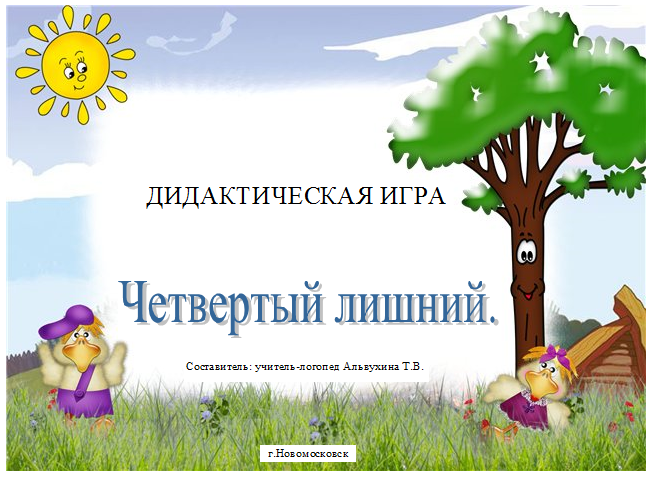 ДИДАКТИЧЕСКАЯ ИГРА
Четвертый лишний.
Составитель: учитель-логопед Альвухина Т.В.
г.Новомосковск